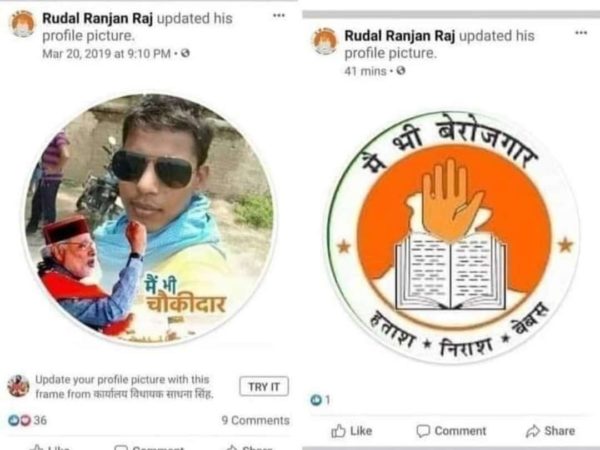 Rudal Ranjan Raj updated his
profile picture.
Mar 20, 2019 at 9:10 PM •
मैं भी
चौकीदार
Update your profile picture with this
frame from कार्यालय विधायक साधना सिंह.
TRY IT
36
9 Comments
Like Comment Share
Rudal Ranjan Raj updated his
profile picture.
41 mins •
मै भी बेरोजगार
हताश * निराश * बेबस
1
Like Comment Share